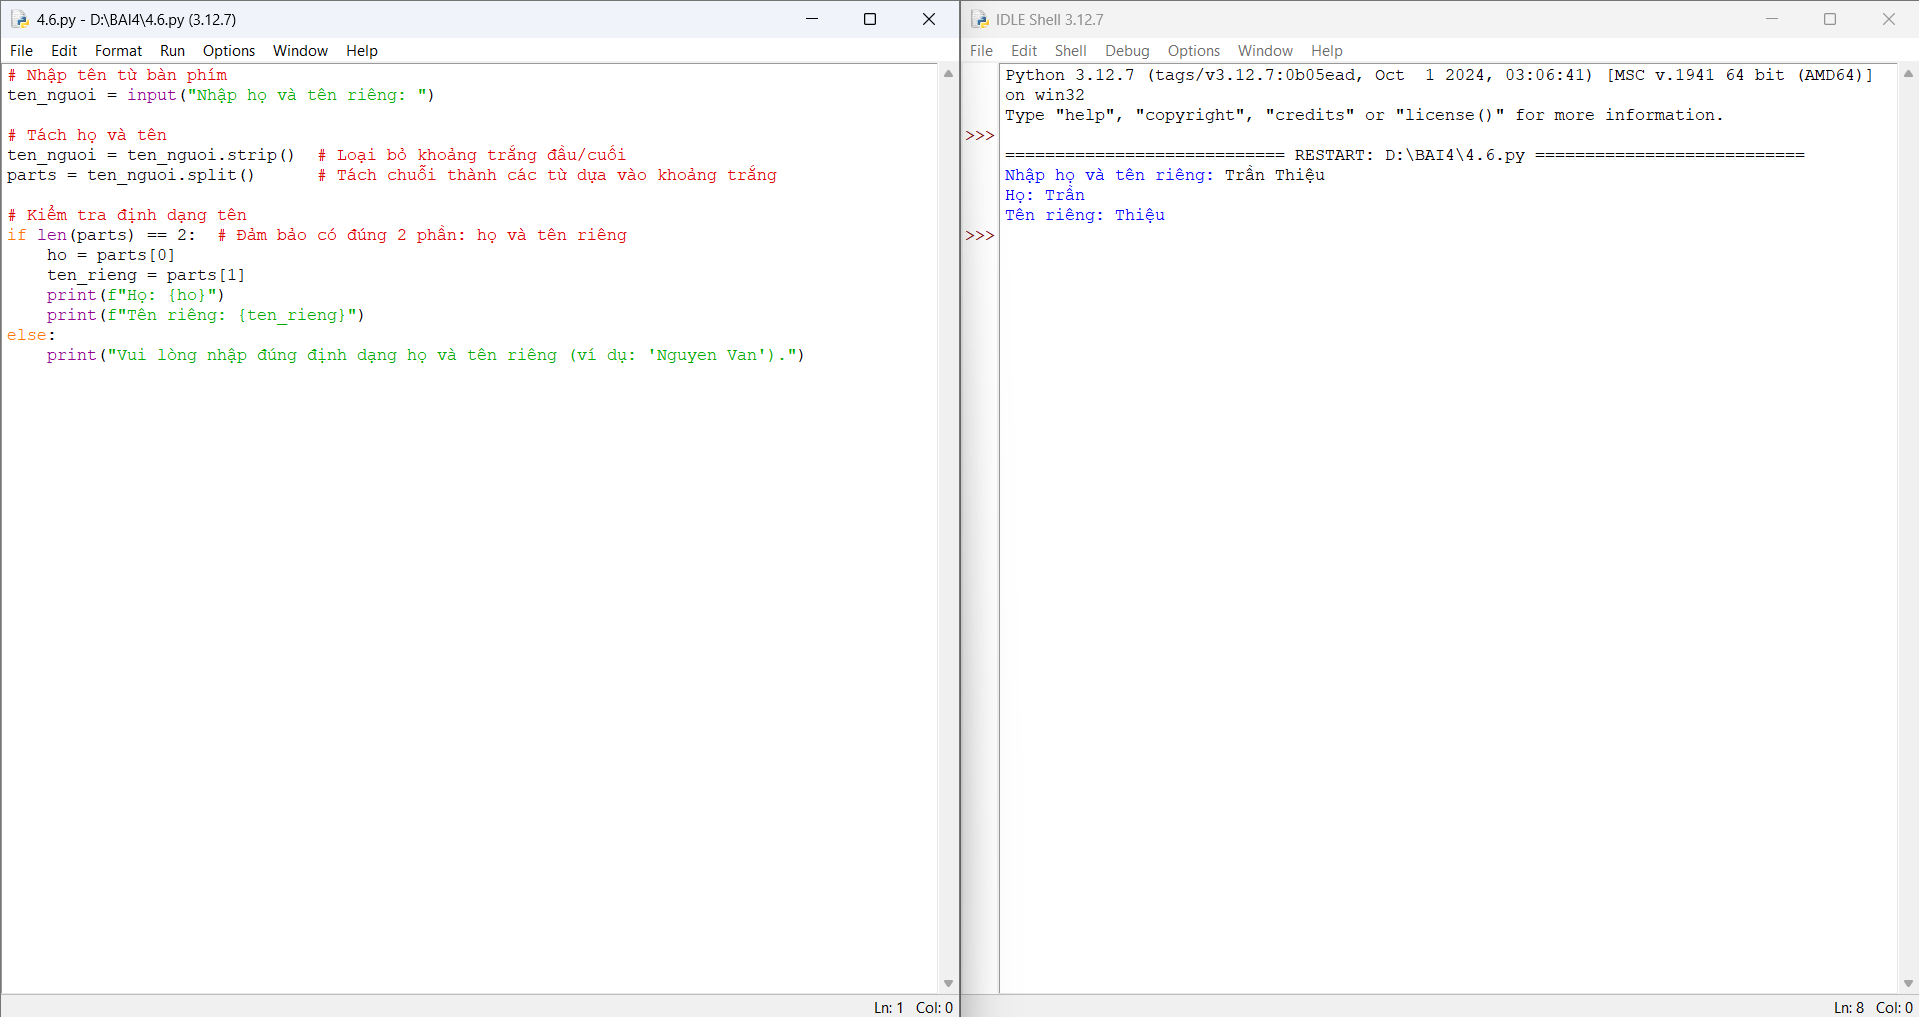 4.6.py - D:\BAI4\4.6.py (3.12.7)
File Edit Format Run Options Window Help
# Nhập tên từ bàn phím
ten_nguoi = input("Nhập họ và tên riêng: ")

# Tách họ và tên
ten_nguoi = ten_nguoi.strip()  # Loại bỏ khoảng trắng đầu/cuối
parts = ten_nguoi.split()      # Tách chuỗi thành các từ dựa vào khoảng trắng

# Kiểm tra định dạng tên
if len(parts) == 2:  # Đảm bảo có đúng 2 phần: họ và tên riêng
    ho = parts[0]
    ten_rieng = parts[1]
    print(f"Họ: {ho}")
    print(f"Tên riêng: {ten_rieng}")
else:
    print("Vui lòng nhập đúng định dạng họ và tên riêng (ví dụ: 'Nguyen Van').")
Ln: 1 Col: 0
IDLE Shell 3.12.7
File Edit Shell Debug Options Window Help
Python 3.12.7 (tags/v3.12.7:0b05ead, Oct  1 2024, 03:06:41) [MSC v.1941 64 bit (AMD64)]
on win32
Type "help", "copyright", "credits" or "license()" for more information.
>>>
============================ RESTART: D:\BAI4\4.6.py ===========================
Nhập họ và tên riêng: Trần Thiệu
Họ: Trần
Tên riêng: Thiệu
>>>
Ln: 8 Col: 0